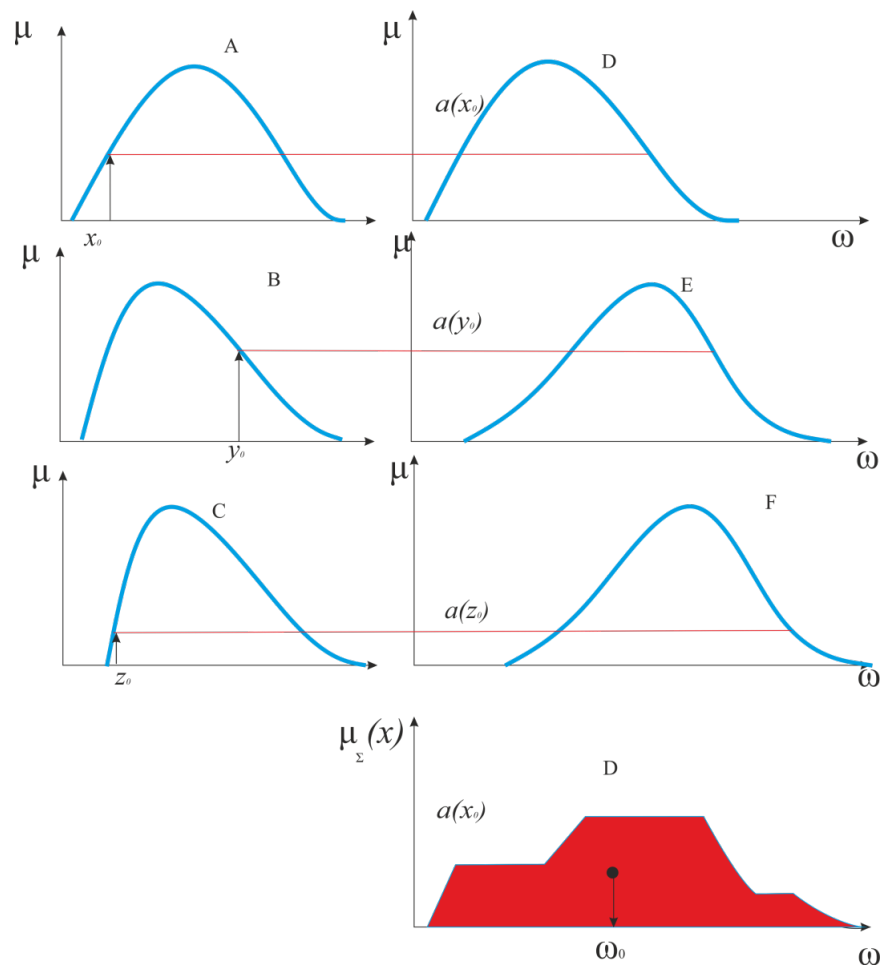 μ A μ D
a(x₀)
x₀ ω
μ B μ E
a(y₀)
y₀ ω
μ C μ F
a(z₀)
z₀ ω
μ_Σ(x) D
a(x₀)
ω₀ ω